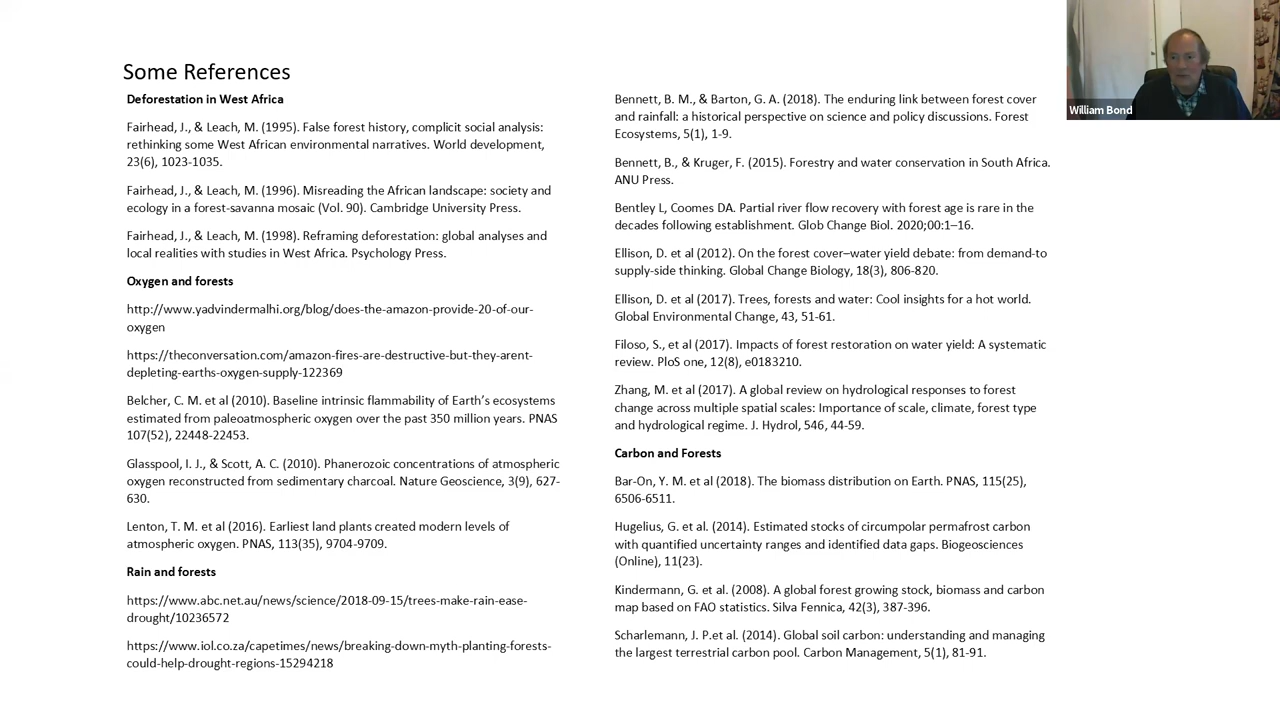 Some References
Deforestation in West Africa
Fairhead, J., & Leach, M. (1995). False forest history, complicit social analysis:
rethinking some West African environmental narratives. World development,
23(6), 1023-1035.
Fairhead, J., & Leach, M. (1996). Misreading the African landscape: society and
ecology in a forest-savanna mosaic (Vol. 90). Cambridge University Press.
Fairhead, J., & Leach, M. (1998). Reframing deforestation: global analyses and
local realities with studies in West Africa. Psychology Press.
Oxygen and forests
http://www.yadvindermalhi.org/blog/does-the-amazon-provide-20-of-our-
oxygen
https://theconversation.com/amazon-fires-are-destructive-but-they-arent-
depleting-earths-oxygen-supply-122369
Belcher, C. M. et al (2010). Baseline intrinsic flammability of Earth’s ecosystems
estimated from paleoatmospheric oxygen over the past 350 million years. PNAS
107(52), 22448-22453.
Glasspool, I. J., & Scott, A. C. (2010). Phanerozoic concentrations of atmospheric
oxygen reconstructed from sedimentary charcoal. Nature Geoscience, 3(9), 627-
630.
Lenton, T. M. et al (2016). Earliest land plants created modern levels of
atmospheric oxygen. PNAS, 113(35), 9704-9709.
Rain and forests
https://www.abc.net.au/news/science/2018-09-15/trees-make-rain-ease-
drought/10236572
https://www.iol.co.za/capetimes/news/breaking-down-myth-planting-forests-
could-help-drought-regions-15294218
Bennett, B. M., & Barton, G. A. (2018). The enduring link between forest cover
and rainfall: a historical perspective on science and policy discussions. Forest
Ecosystems, 5(1), 1-9.
Bennett, B., & Kruger, F. (2015). Forestry and water conservation in South Africa.
ANU Press.
Bentley L, Coomes DA. Partial river flow recovery with forest age is rare in the
decades following establishment. Glob Change Biol. 2020;00:1–16.
Ellison, D. et al (2012). On the forest cover–water yield debate: from demand-to
supply-side thinking. Global Change Biology, 18(3), 806-820.
Ellison, D. et al (2017). Trees, forests and water: Cool insights for a hot world.
Global Environmental Change, 43, 51-61.
Filoso, S., et al (2017). Impacts of forest restoration on water yield: A systematic
review. PloS one, 12(8), e0183210.
Zhang, M. et al (2017). A global review on hydrological responses to forest
change across multiple spatial scales: Importance of scale, climate, forest type
and hydrological regime. J. Hydrol, 546, 44-59.
Carbon and Forests
Bar-On, Y. M. et al (2018). The biomass distribution on Earth. PNAS, 115(25),
6506-6511.
Hugelius, G. et al. (2014). Estimated stocks of circumpolar permafrost carbon
with quantified uncertainty ranges and identified data gaps. Biogeosciences
(Online), 11(23).
Kindermann, G. et al. (2008). A global forest growing stock, biomass and carbon
map based on FAO statistics. Silva Fennica, 42(3), 387-396.
Scharlemann, J. P.et al. (2014). Global soil carbon: understanding and managing
the largest terrestrial carbon pool. Carbon Management, 5(1), 81-91.
William Bond